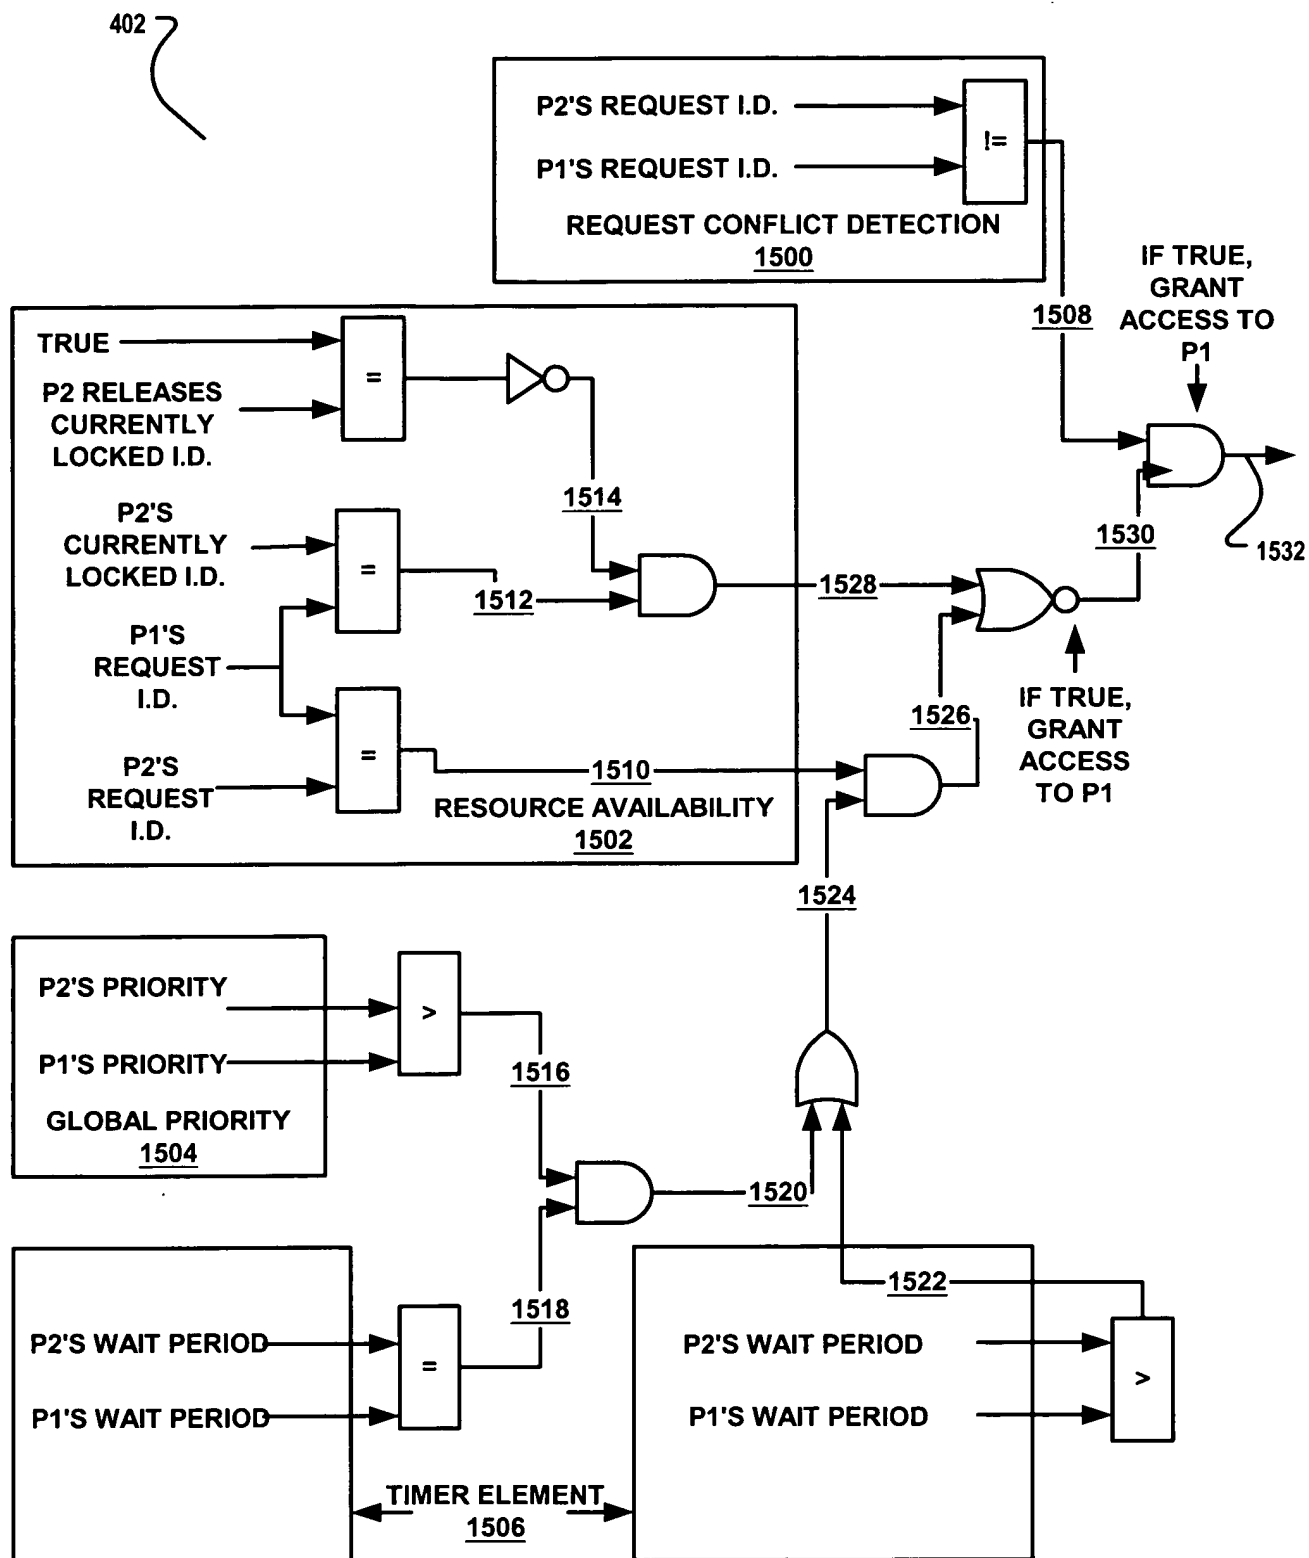 402
P2'S REQUEST I.D.
P1'S REQUEST I.D.
!=
REQUEST CONFLICT DETECTION
1500
1508
IF TRUE,
GRANT
ACCESS TO
P1
TRUE
=
P2 RELEASES
CURRENTLY
LOCKED I.D.
1514
P2'S
CURRENTLY
LOCKED I.D.
=
1512
1528
1530
1532
P1'S
REQUEST
I.D.
IF TRUE,
GRANT
ACCESS
TO P1
1526
P2'S
REQUEST
I.D.
=
1510
RESOURCE AVAILABILITY
1502
1524
P2'S PRIORITY
P1'S PRIORITY
>
GLOBAL PRIORITY
1504
1516
1520
1518
P2'S WAIT PERIOD
P1'S WAIT PERIOD
=
1522
P2'S WAIT PERIOD
P1'S WAIT PERIOD
>
TIMER ELEMENT
1506